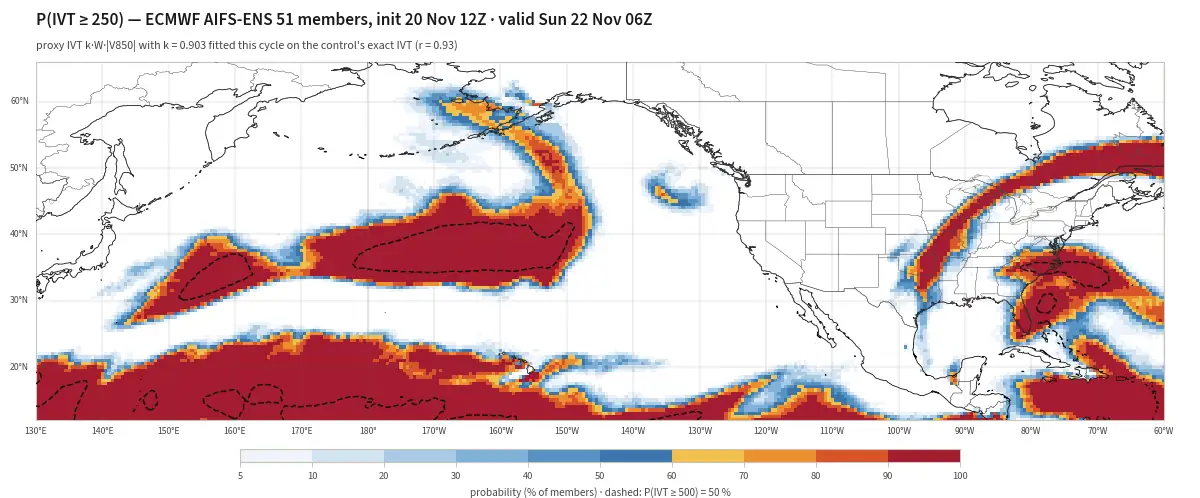 P(IVT ≥ 250) — ECMWF AIFS-ENS 51 members, init 20 Nov 12Z · valid Sun 22 Nov 06Z
proxy IVT k·W·|V850| with k = 0.903 fitted this cycle on the control's exact IVT (r = 0.93)
60°N
50°N
40°N
30°N
20°N
130°E 140°E 150°E 160°E 170°E 180° 170°W 160°W 150°W 140°W 130°W 120°W 110°W 100°W 90°W 80°W 70°W 60°W
5 10 20 30 40 50 60 70 80 90 100
probability (% of members) · dashed: P(IVT ≥ 500) = 50 %